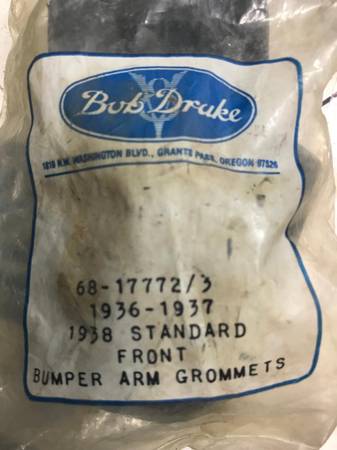 Bob Drake
1819 N.W. WASHINGTON BLVD., GRANTS PASS, OREGON 97526
68-17772/3
1936-1937
1938 STANDARD
FRONT
BUMPER ARM GROMMETS